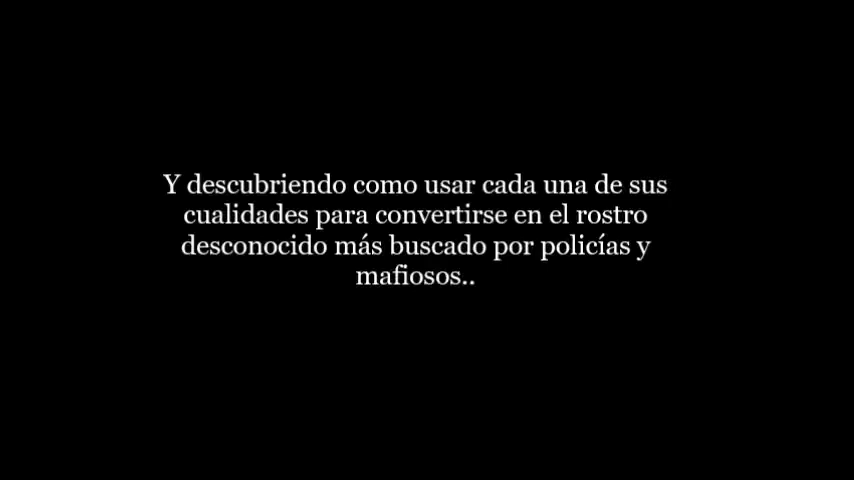 Y descubriendo como usar cada una de sus
cualidades para convertirse en el rostro
desconocido más buscado por policías y
mafiosos..